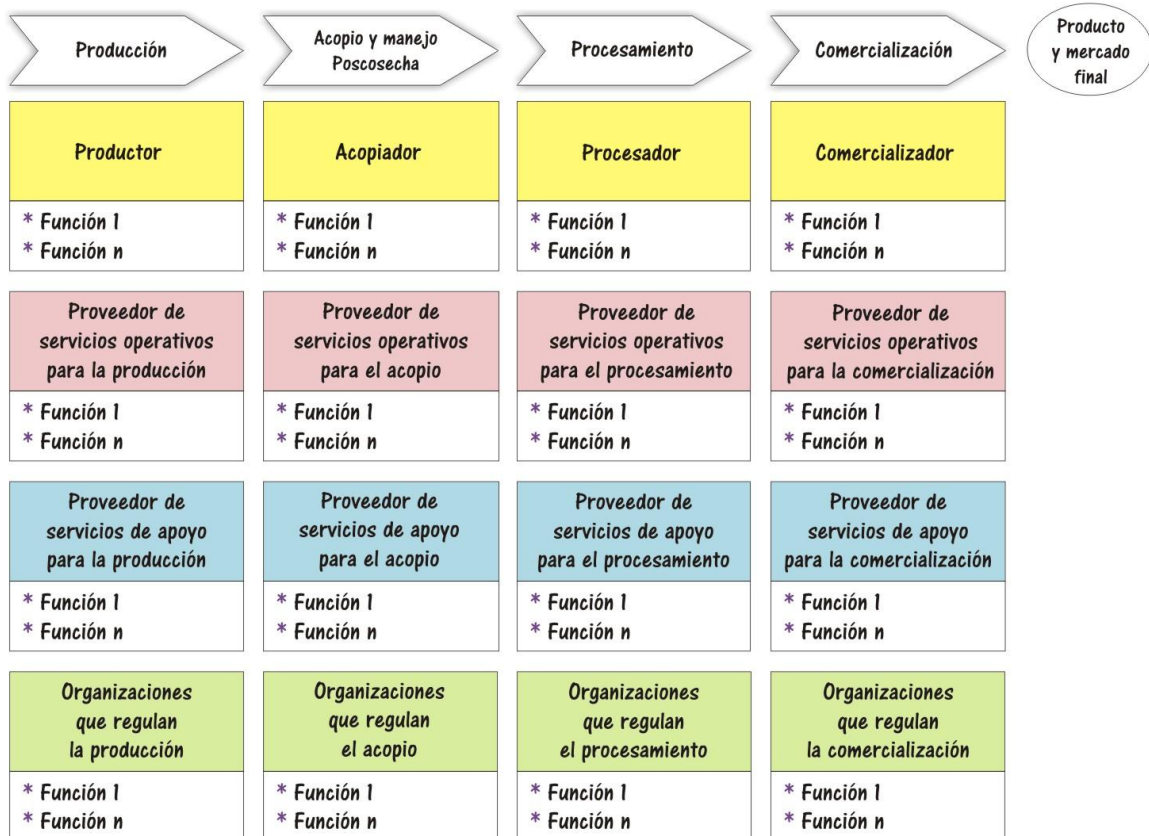 Producción
Acopio y manejo
Poscosecha
Procesamiento
Comercialización
Producto
y mercado
final
Productor
* Función 1
* Función n
Acopiador
* Función 1
* Función n
Procesador
* Función 1
* Función n
Comercializador
* Función 1
* Función n
Proveedor de
servicios operativos
para la producción
* Función 1
* Función n
Proveedor de
servicios operativos
para el acopio
* Función 1
* Función n
Proveedor de
servicios operativos
para el procesamiento
* Función 1
* Función n
Proveedor de
servicios operativos
para la comercialización
* Función 1
* Función n
Proveedor de
servicios de apoyo
para la producción
* Función 1
* Función n
Proveedor de
servicios de apoyo
para el acopio
* Función 1
* Función n
Proveedor de
servicios de apoyo
para el procesamiento
* Función 1
* Función n
Proveedor de
servicios de apoyo
para la comercialización
* Función 1
* Función n
Organizaciones
que regulan
la producción
* Función 1
* Función n
Organizaciones
que regulan
el acopio
* Función 1
* Función n
Organizaciones
que regulan
el procesamiento
* Función 1
* Función n
Organizaciones
que regulan
la comercialización
* Función 1
* Función n